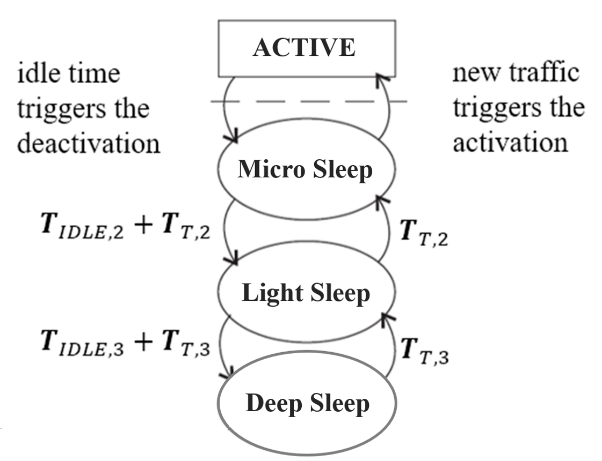 ACTIVE
idle time
triggers the
deactivation
new traffic
triggers the
activation
Micro Sleep
T_{IDLE,2} + T_{T,2}
T_{T,2}
Light Sleep
T_{IDLE,3} + T_{T,3}
T_{T,3}
Deep Sleep